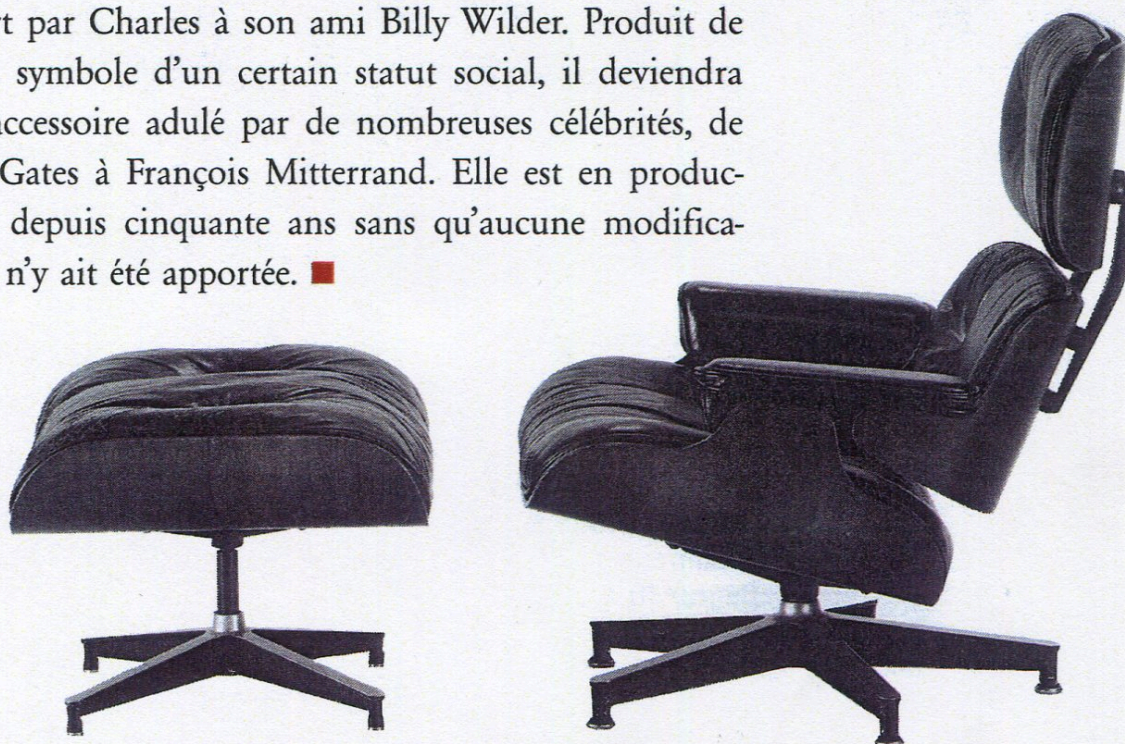 rt par Charles à son ami Billy Wilder. Produit de
symbole d'un certain statut social, il deviendra
ccessoire adulé par de nombreuses célébrités, de
Gates à François Mitterrand. Elle est en produc-
depuis cinquante ans sans qu'aucune modifica-
n'y ait été apportée.